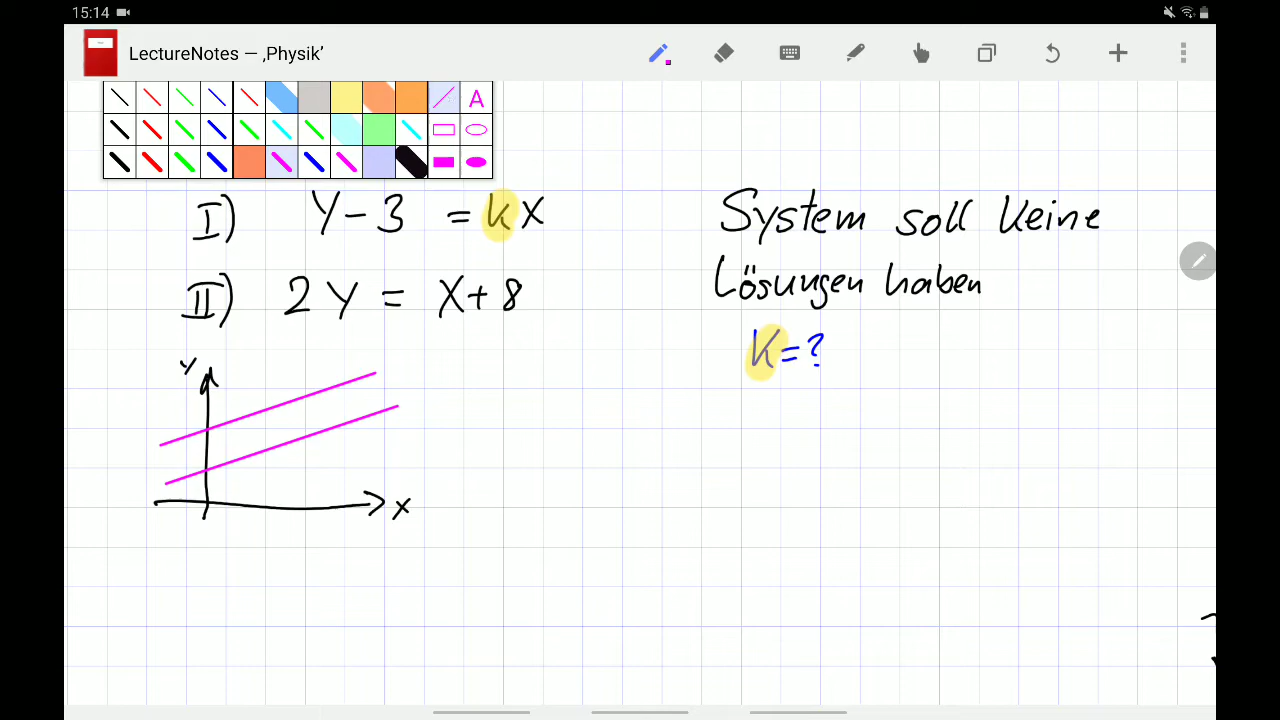 15:14
LectureNotes — ‚Physik’
A
I) Y - 3 = kX
II) 2Y = X + 8
System soll keine
Lösungen haben
K = ?
Y
X